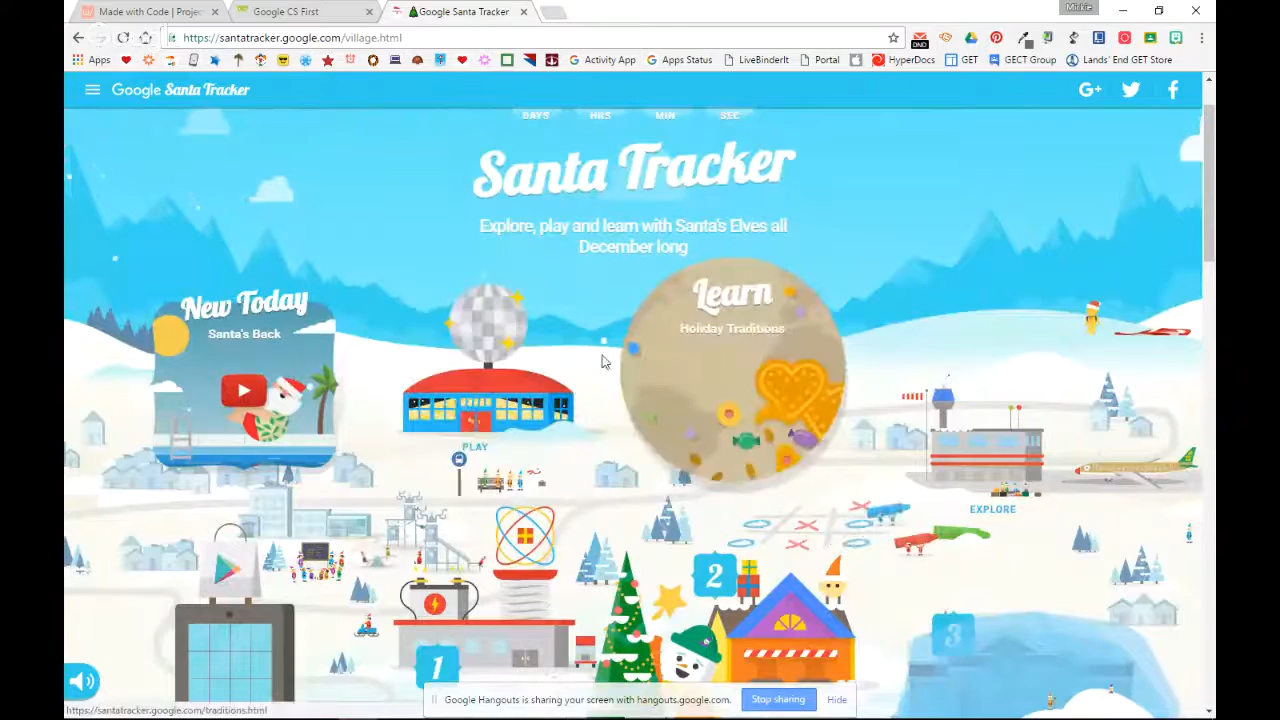 Made with Code | Projec
Google CS First
Google Santa Tracker
Mickie
https://santatracker.google.com/village.html
DND
Apps
Activity App
Apps Status
LiveBinderIt
Portal
HyperDocs
GET
GECT Group
Lands' End GET Store
Google Santa Tracker
G+
DAYS HRS MIN SEC
Santa Tracker
Explore, play and learn with Santa's Elves all
December long
New Today
Santa's Back
Learn
Holiday Traditions
PLAY
EXPLORE
2
3
1
Google Hangouts is sharing your screen with hangouts.google.com.
Stop sharing
Hide
https://santatracker.google.com/traditions.html